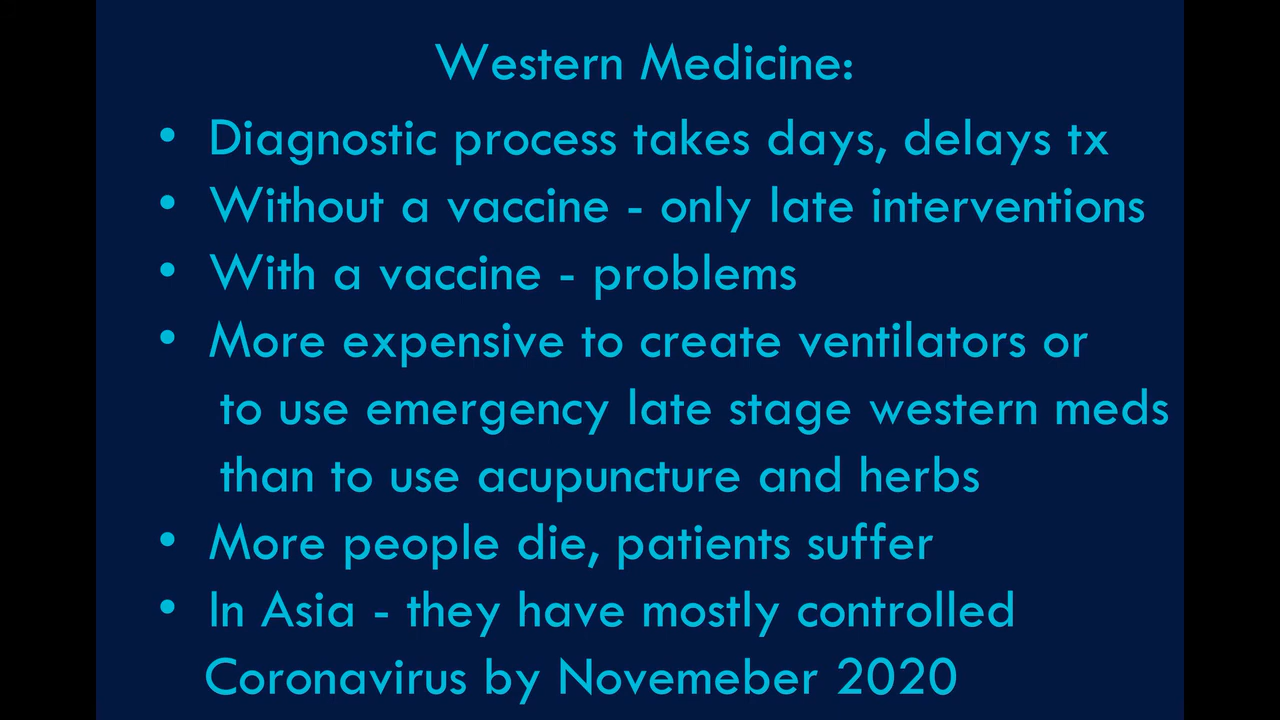 Western Medicine:
• Diagnostic process takes days, delays tx
• Without a vaccine - only late interventions
• With a vaccine - problems
• More expensive to create ventilators or
to use emergency late stage western meds
than to use acupuncture and herbs
• More people die, patients suffer
• In Asia - they have mostly controlled
Coronavirus by Novemeber 2020